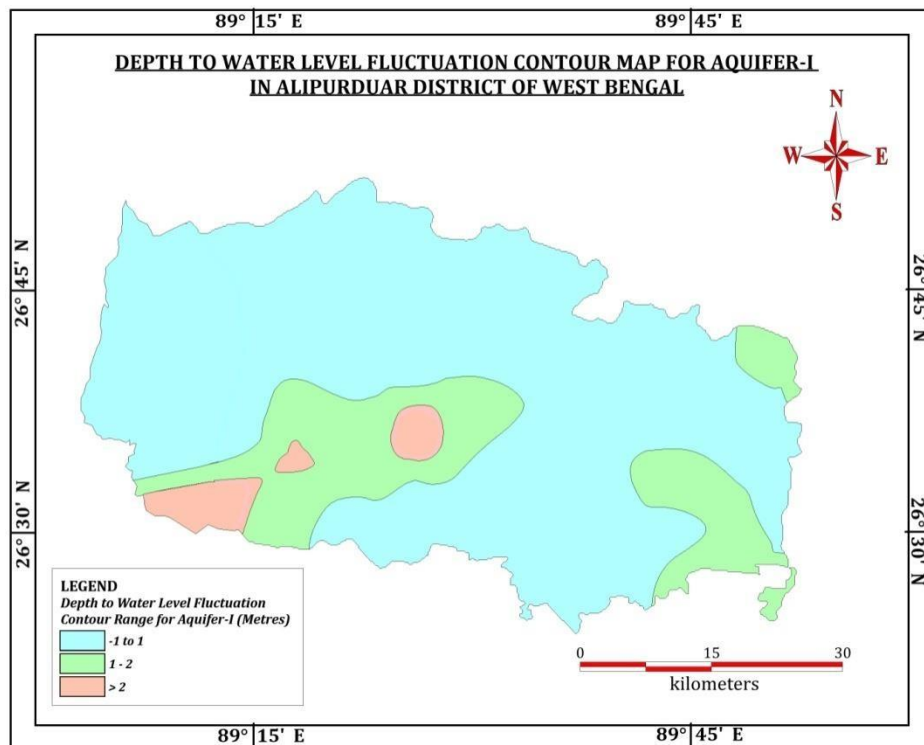 89° 15' E
89° 45' E
DEPTH TO WATER LEVEL FLUCTUATION CONTOUR MAP FOR AQUIFER-I
IN ALIPURDUAR DISTRICT OF WEST BENGAL
N
W
E
S
26° 45' N
26° 45' N
26° 30' N
26° 30' N
LEGEND
Depth to Water Level Fluctuation
Contour Range for Aquifer-I (Metres)
-1 to 1
1 - 2
> 2
0 15 30
kilometers
89° 15' E
89° 45' E